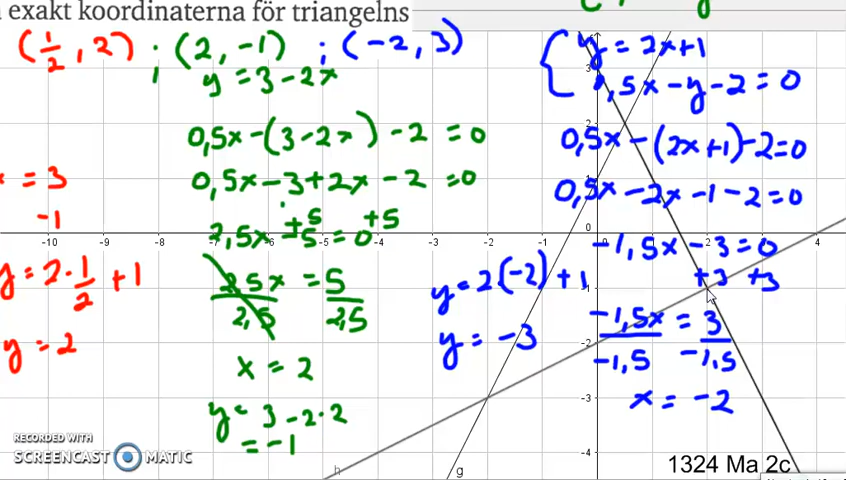 exakt koordinaterna för triangelns
(1/2, 2) ; (2, -1) ; (-2, 3)
y = 3 - 2x
0,5x - (3 - 2x) - 2 = 0
0,5x - 3 + 2x - 2 = 0
+5 +5
2,5x - 5 = 0
2,5x = 5
2,5 2,5
x = 2
y = 3 - 2·2
= -1
= 3
-1
y = 2·1/2 + 1
y = 2
y = 2x+1
0,5x - y - 2 = 0
0,5x - (2x+1) - 2 = 0
0,5x - 2x - 1 - 2 = 0
-1,5x - 3 = 0
+3 +3
-1,5x = 3
-1,5 -1,5
x = -2
y = 2(-2) + 1
y = -3
3
2
1
0
-10 -9 -8 -7 -6 -5 -4 -3 -2 -1 0 2 4
-1
-2
-3
-4
h
g
RECORDED WITH
SCREENCAST MATIC
1324 Ma 2c